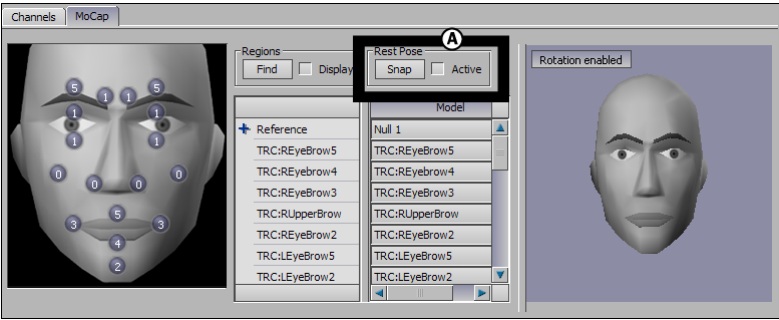 Channels MoCap
A
Regions
Find Display
Rest Pose
Snap Active
Rotation enabled
Model
Reference Null 1
TRC:REyeBrow5 TRC:REyeBrow5
TRC:REyebrow4 TRC:REyebrow4
TRC:REyeBrow3 TRC:REyeBrow3
TRC:RUpperBrow TRC:RUpperBrow
TRC:REyeBrow2 TRC:REyeBrow2
TRC:LEyeBrow5 TRC:LEyeBrow5
TRC:LEyeBrow2 TRC:LEyeBrow2
5 1 1 5
1 1
1 1
0 0 0 0
3 5 3
4
2